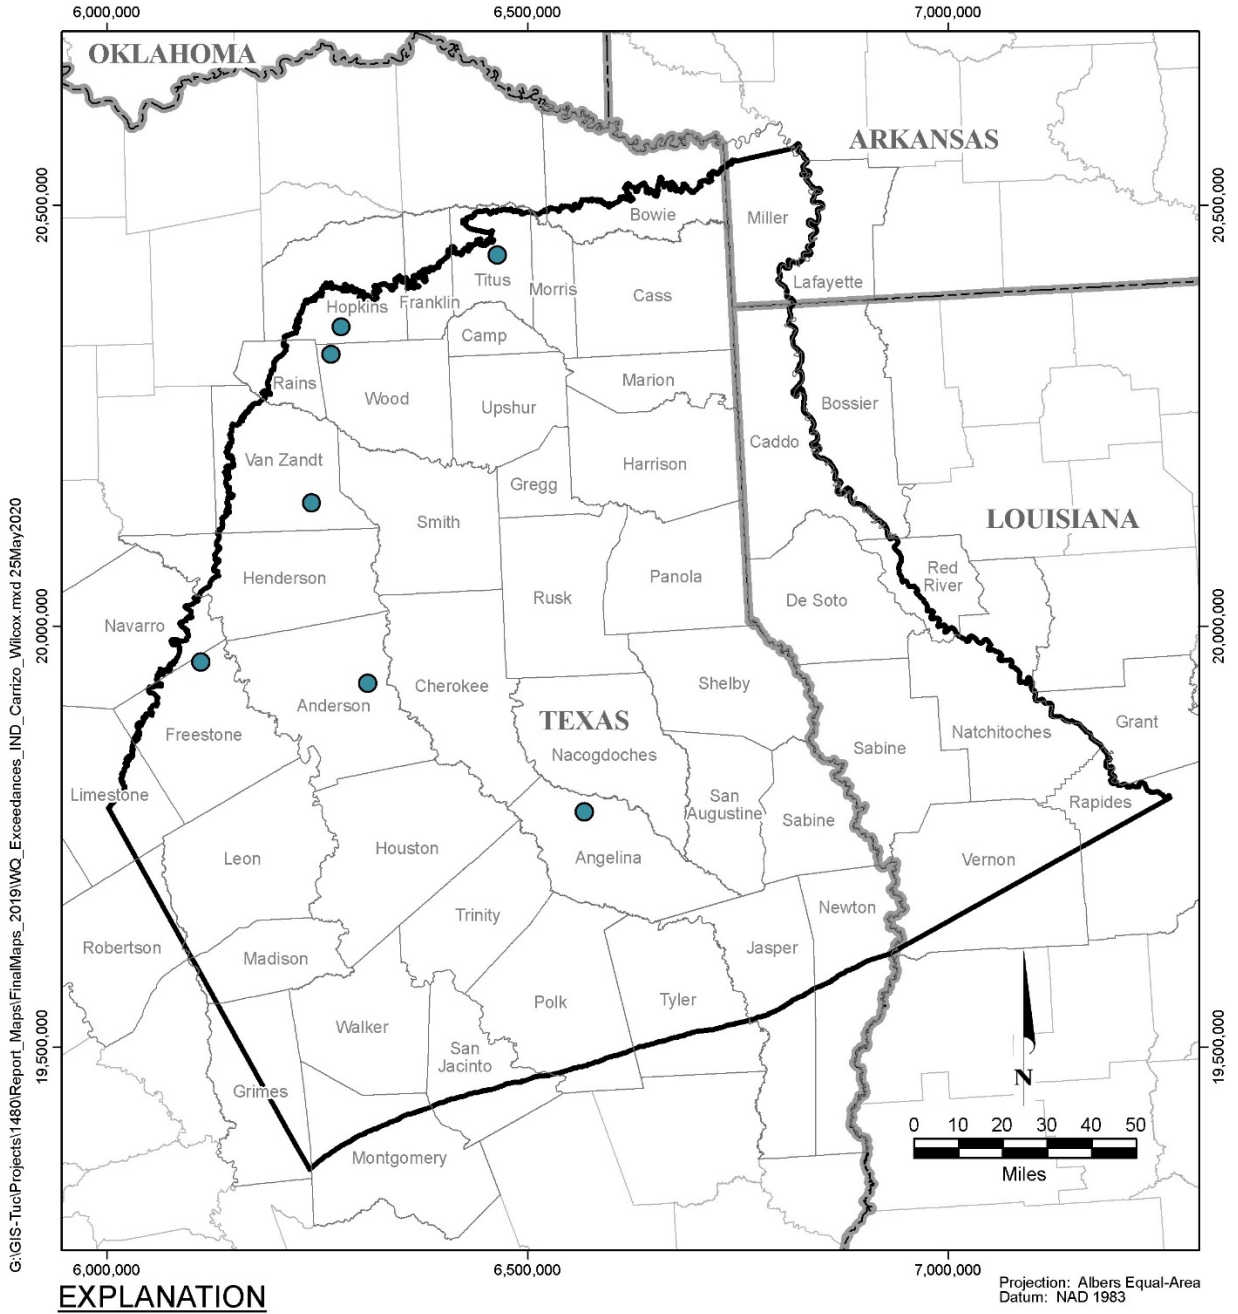 6,000,000
6,500,000
7,000,000
OKLAHOMA
ARKANSAS
20,500,000
20,500,000
Bowie
Miller
Titus
Lafayette
Hopkins
Franklin
Morris
Cass
Camp
Rains
Wood
Marion
Upshur
Bossier
Caddo
Van Zandt
Harrison
Gregg
Smith
LOUISIANA
Henderson
Panola
Red
River
Rusk
De Soto
20,000,000
Navarro
20,000,000
Cherokee
Shelby
Anderson
TEXAS
Freestone
Nacogdoches
Sabine
Natchitoches
Grant
Limestone
San
Augustine
Sabine
Rapides
Leon
Houston
Angelina
Vernon
Trinity
Newton
Robertson
Madison
Jasper
Polk
Tyler
Walker
San
Jacinto
19,500,000
19,500,000
Grimes
N
0 10 20 30 40 50
Miles
Montgomery
G:\GIS-Tuc\Projects\1480\Report_Maps\FinalMaps_2019\WQ_Exceedances_IND_Carrizo_Wilcox.mxd 25May2020
6,000,000
6,500,000
7,000,000
EXPLANATION
Projection: Albers Equal-Area
Datum: NAD 1983